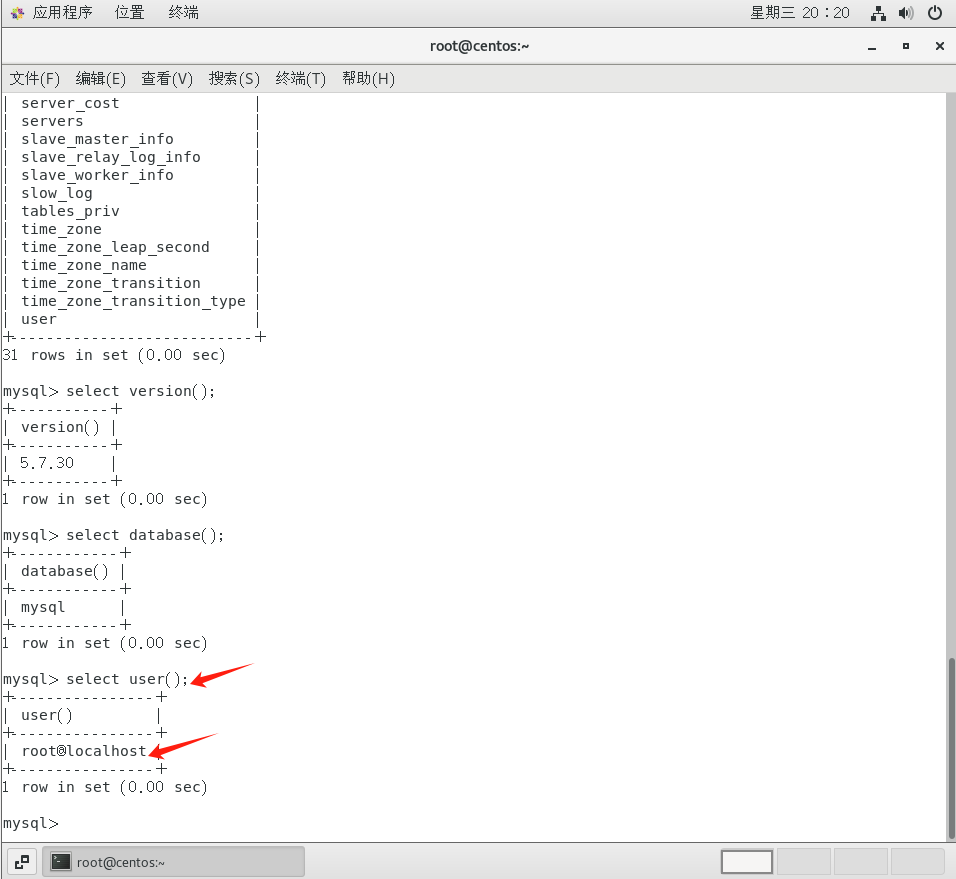 应用程序 位置 终端 星期三 20：20
root@centos:~
文件(F) 编辑(E) 查看(V) 搜索(S) 终端(T) 帮助(H)
| server_cost               |
| servers                   |
| slave_master_info         |
| slave_relay_log_info      |
| slave_worker_info         |
| slow_log                  |
| tables_priv               |
| time_zone                 |
| time_zone_leap_second     |
| time_zone_name            |
| time_zone_transition      |
| time_zone_transition_type |
| user                      |
+---------------------------+
31 rows in set (0.00 sec)
mysql> select version();
+-----------+
| version() |
+-----------+
| 5.7.30    |
+-----------+
1 row in set (0.00 sec)
mysql> select database();
+------------+
| database() |
+------------+
| mysql      |
+------------+
1 row in set (0.00 sec)
mysql> select user();
+----------------+
| user()         |
+----------------+
| root@localhost |
+----------------+
1 row in set (0.00 sec)
mysql>
root@centos:~